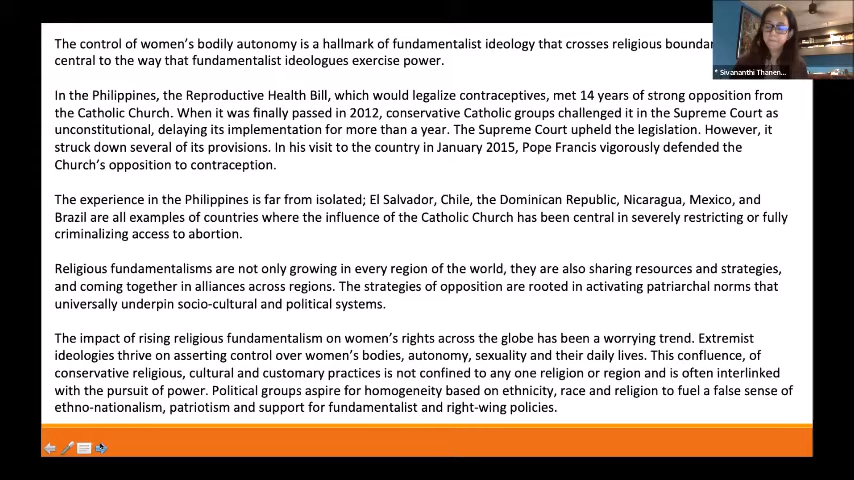 The control of women's bodily autonomy is a hallmark of fundamentalist ideology that crosses religious
central to the way that fundamentalist ideologues exercise power.
In the Philippines, the Reproductive Health Bill, which would legalize contraceptives, met 14 years of strong opposition from
the Catholic Church. When it was finally passed in 2012, conservative Catholic groups challenged it in the Supreme Court as
unconstitutional, delaying its implementation for more than a year. The Supreme Court upheld the legislation. However, it
struck down several of its provisions. In his visit to the country in January 2015, Pope Francis vigorously defended the
Church's opposition to contraception.
The experience in the Philippines is far from isolated; El Salvador, Chile, the Dominican Republic, Nicaragua, Mexico, and
Brazil are all examples of countries where the influence of the Catholic Church has been central in severely restricting or fully
criminalizing access to abortion.
Religious fundamentalisms are not only growing in every region of the world, they are also sharing resources and strategies,
and coming together in alliances across regions. The strategies of opposition are rooted in activating patriarchal norms that
universally underpin socio-cultural and political systems.
The impact of rising religious fundamentalism on women's rights across the globe has been a worrying trend. Extremist
ideologies thrive on asserting control over women's bodies, autonomy, sexuality and their daily lives. This confluence, of
conservative religious, cultural and customary practices is not confined to any one religion or region and is often interlinked
with the pursuit of power. Political groups aspire for homogeneity based on ethnicity, race and religion to fuel a false sense of
ethno-nationalism, patriotism and support for fundamentalist and right-wing policies.
* Sivananthi Thanen...